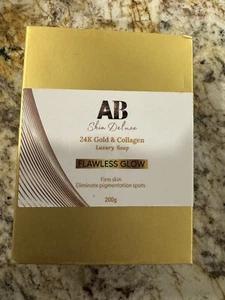 AB
Skin Deluxe
24K Gold & Collagen
Luxury Soap
FLAWLESS GLOW
Firm skin
Eliminate pigmentation spots
200g